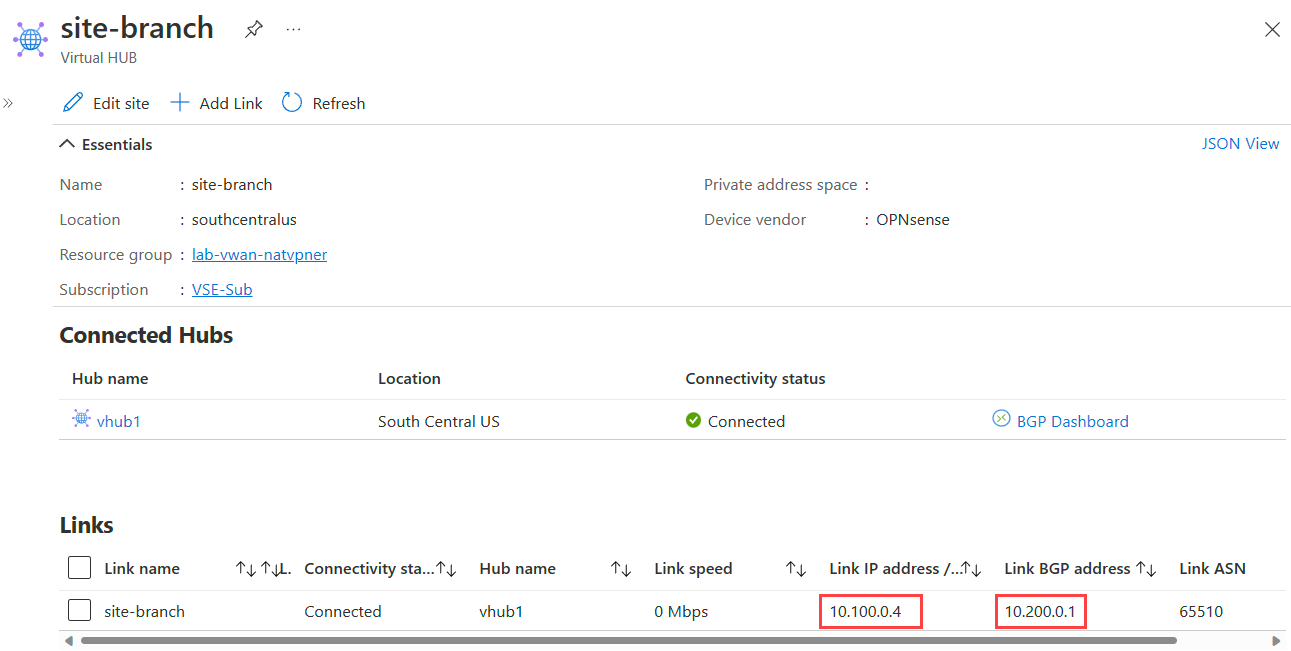 site-branch ...
Virtual HUB
Edit site Add Link Refresh
Essentials JSON View
Name : site-branch Private address space :
Location : southcentralus Device vendor : OPNsense
Resource group : lab-vwan-natvpner
Subscription : VSE-Sub
Connected Hubs
Hub name Location Connectivity status
vhub1 South Central US Connected BGP Dashboard
Links
Link name L. Connectivity sta... Hub name Link speed Link IP address /... Link BGP address Link ASN
site-branch Connected vhub1 0 Mbps 10.100.0.4 10.200.0.1 65510